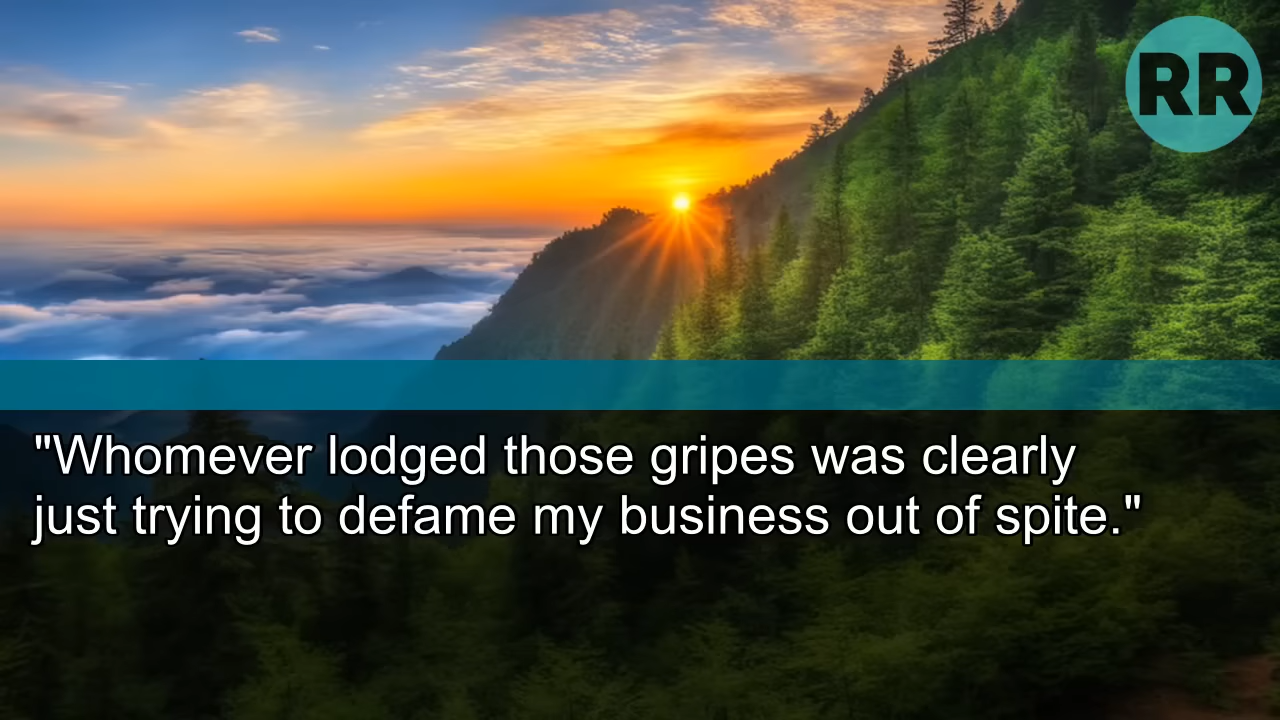 RR
"Whomever lodged those gripes was clearly
just trying to defame my business out of spite."